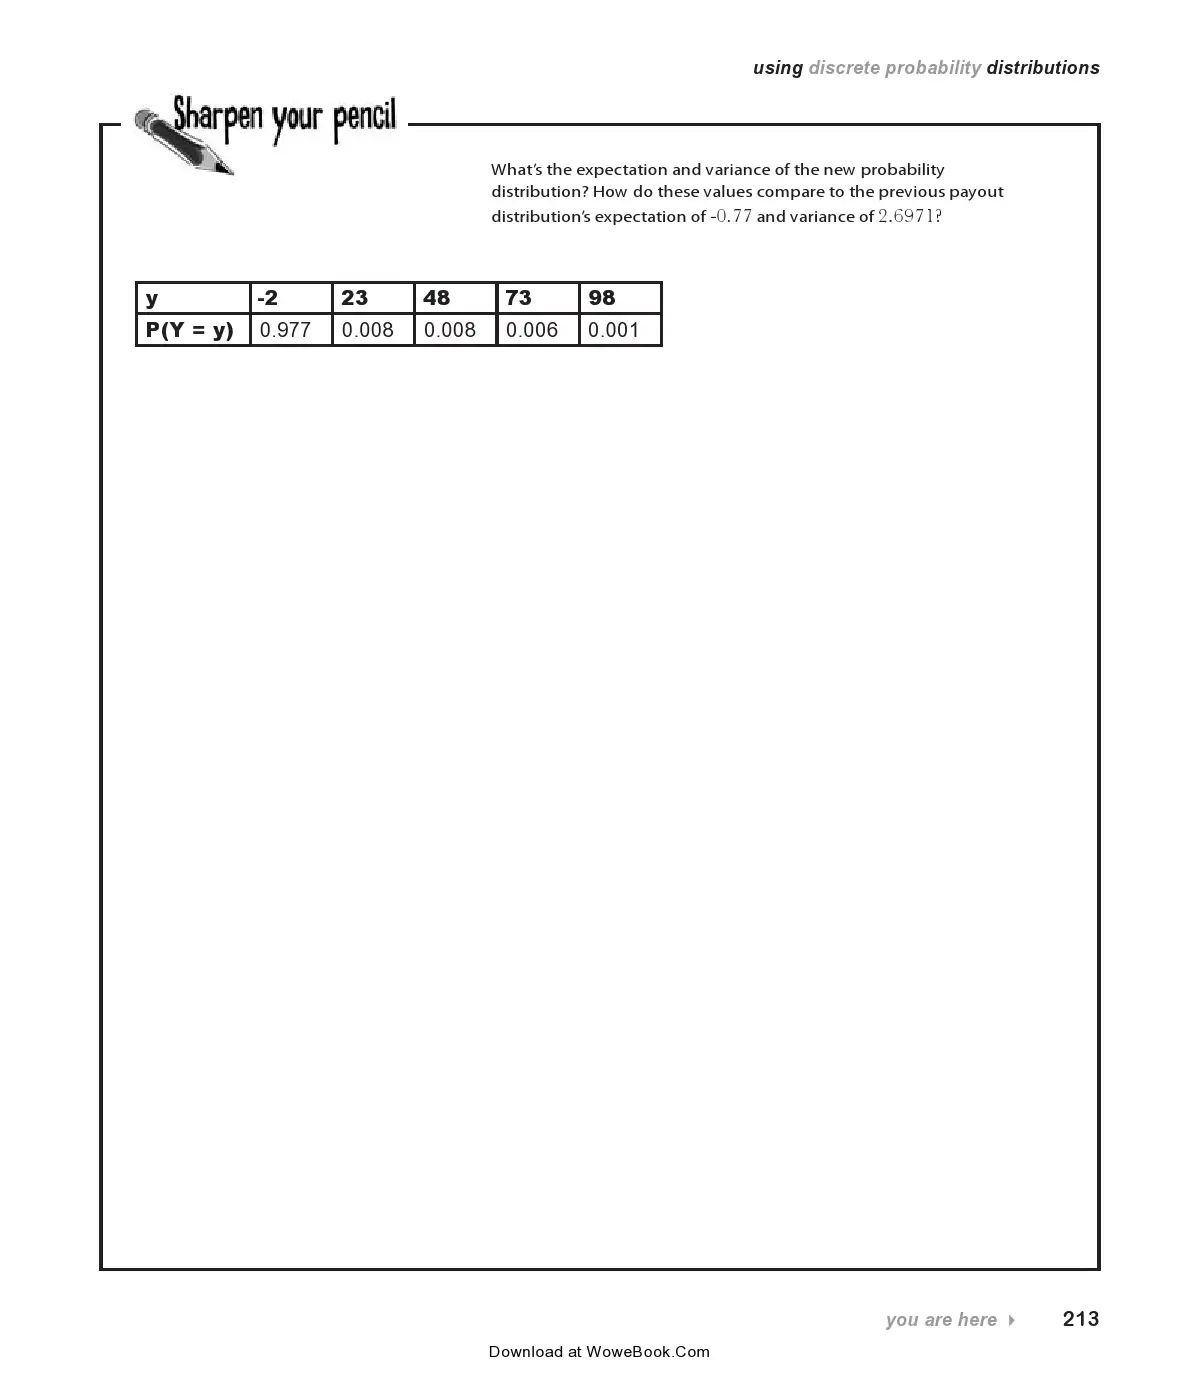 using discrete probability distributions
Sharpen your pencil
What's the expectation and variance of the new probability
distribution? How do these values compare to the previous payout
distribution's expectation of -0.77 and variance of 2.6971?
y -2 23 48 73 98
P(Y = y) 0.977 0.008 0.008 0.006 0.001
you are here ▸ 213
Download at WoweBook.Com